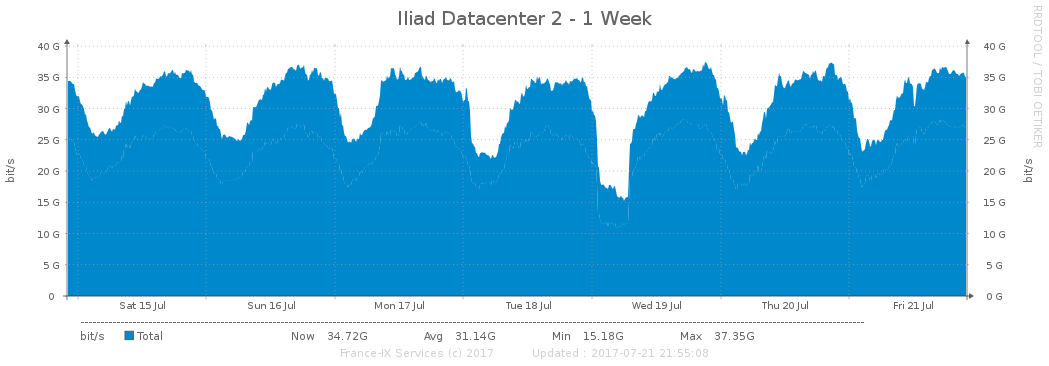 Iliad Datacenter 2 - 1 Week
RRDTOOL / TOBI OETIKER
40 G 40 G
35 G 35 G
30 G 30 G
25 G 25 G
20 G 20 G
15 G 15 G
10 G 10 G
5 G 5 G
0 0 G
bit/s bit/s
Sat 15 Jul Sun 16 Jul Mon 17 Jul Tue 18 Jul Wed 19 Jul Thu 20 Jul Fri 21 Jul
bit/s Total Now 34.72G Avg 31.14G Min 15.18G Max 37.35G
France-IX Services (c) 2017 Updated : 2017-07-21 21:55:08